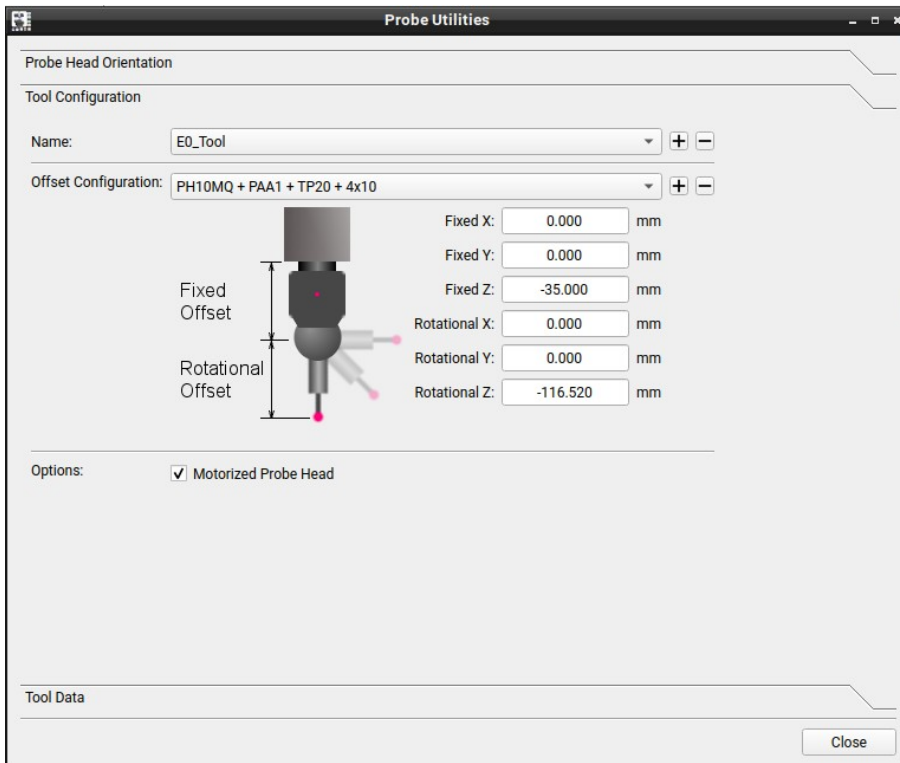 Probe Utilities
Probe Head Orientation
Tool Configuration
Name: E0_Tool
Offset Configuration: PH10MQ + PAA1 + TP20 + 4x10
Fixed X: 0.000 mm
Fixed Y: 0.000 mm
Fixed Z: -35.000 mm
Rotational X: 0.000 mm
Rotational Y: 0.000 mm
Rotational Z: -116.520 mm
Fixed
Offset
Rotational
Offset
Options: Motorized Probe Head
Tool Data
Close